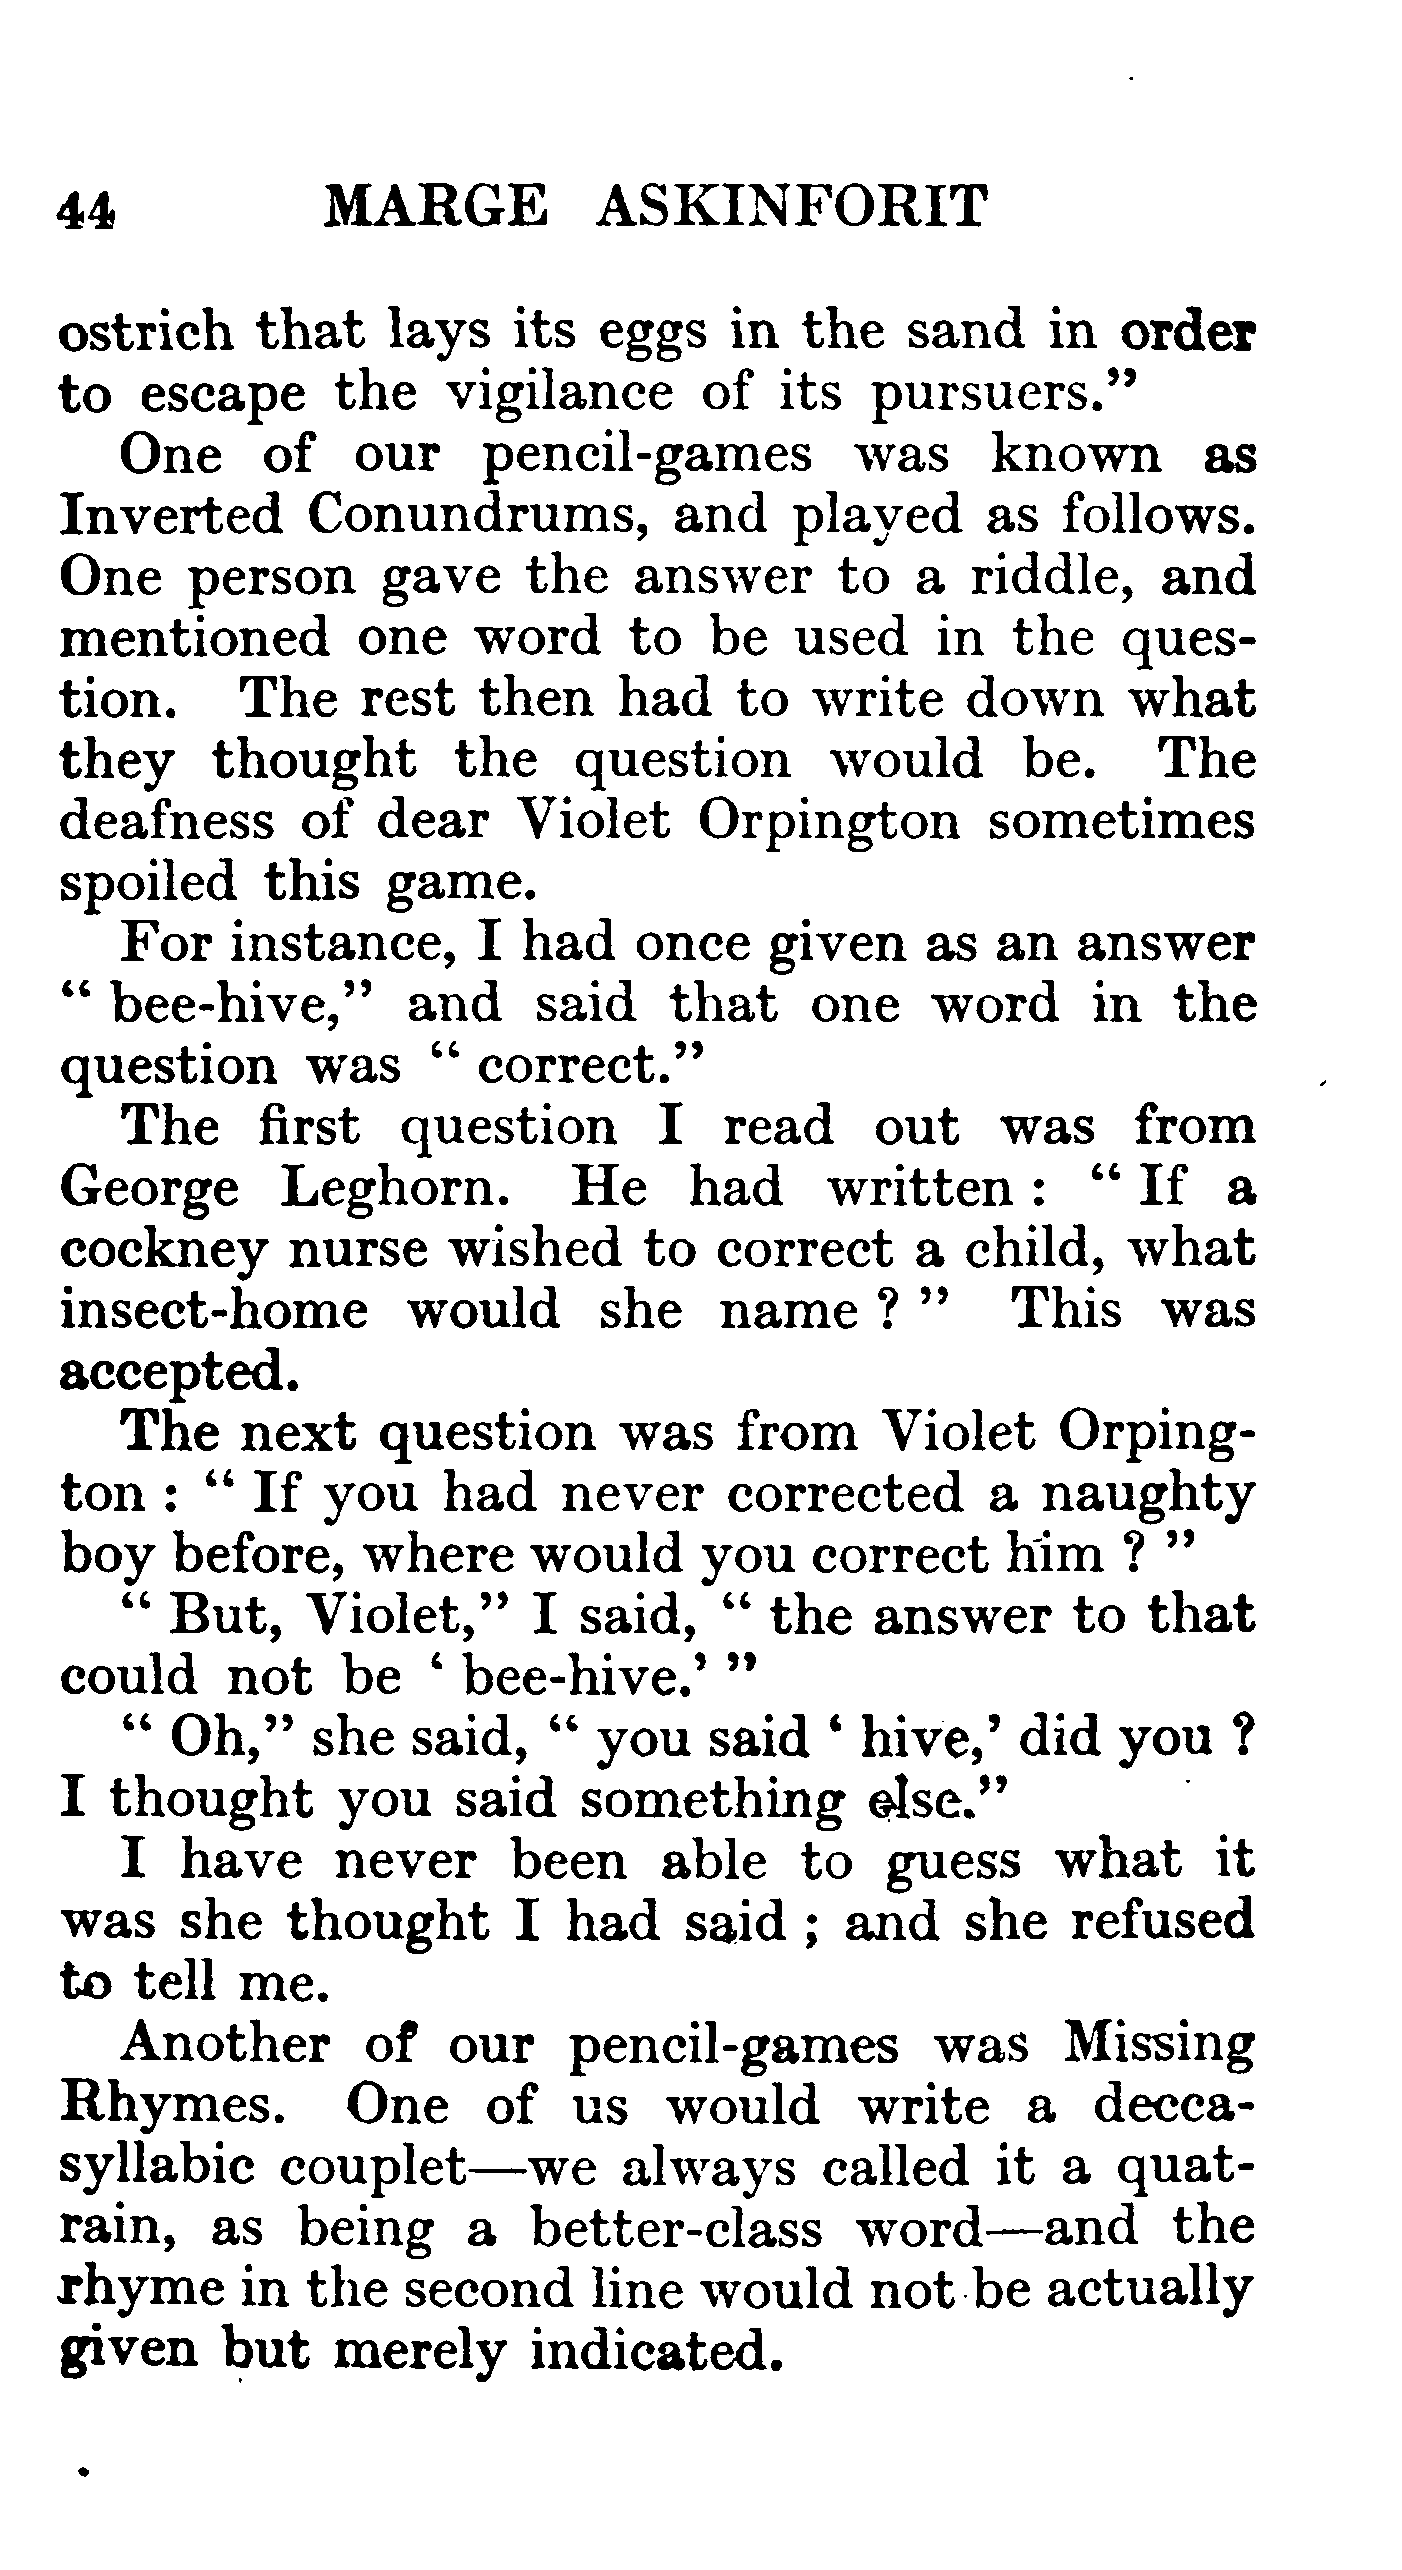 44 MARGE ASKINFORIT
ostrich that lays its eggs in the sand in order
to escape the vigilance of its pursuers.”
One of our pencil-games was known as
Inverted Conundrums, and played as follows.
One person gave the answer to a riddle, and
mentioned one word to be used in the ques-
tion. The rest then had to write down what
they thought the question would be. The
deafness of dear Violet Orpington sometimes
spoiled this game.
For instance, I had once given as an answer
“ bee-hive,” and said that one word in the
question was “ correct.”
The first question I read out was from
George Leghorn. He had written : “ If a
cockney nurse wished to correct a child, what
insect-home would she name ? ” This was
accepted.
The next question was from Violet Orping-
ton : “ If you had never corrected a naughty
boy before, where would you correct him ? ”
“ But, Violet,” I said, “ the answer to that
could not be ‘ bee-hive.’ ”
“ Oh,” she said, “ you said ‘ hive,’ did you ?
I thought you said something else.”
I have never been able to guess what it
was she thought I had said ; and she refused
to tell me.
Another of our pencil-games was Missing
Rhymes. One of us would write a decca-
syllabic couplet—we always called it a quat-
rain, as being a better-class word—and the
rhyme in the second line would not be actually
given but merely indicated.